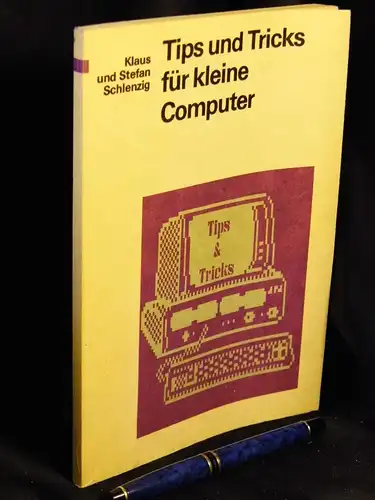 Klaus
und Stefan
Schlenzig
Tips und Tricks
für kleine
Computer
Tips
&
Tricks